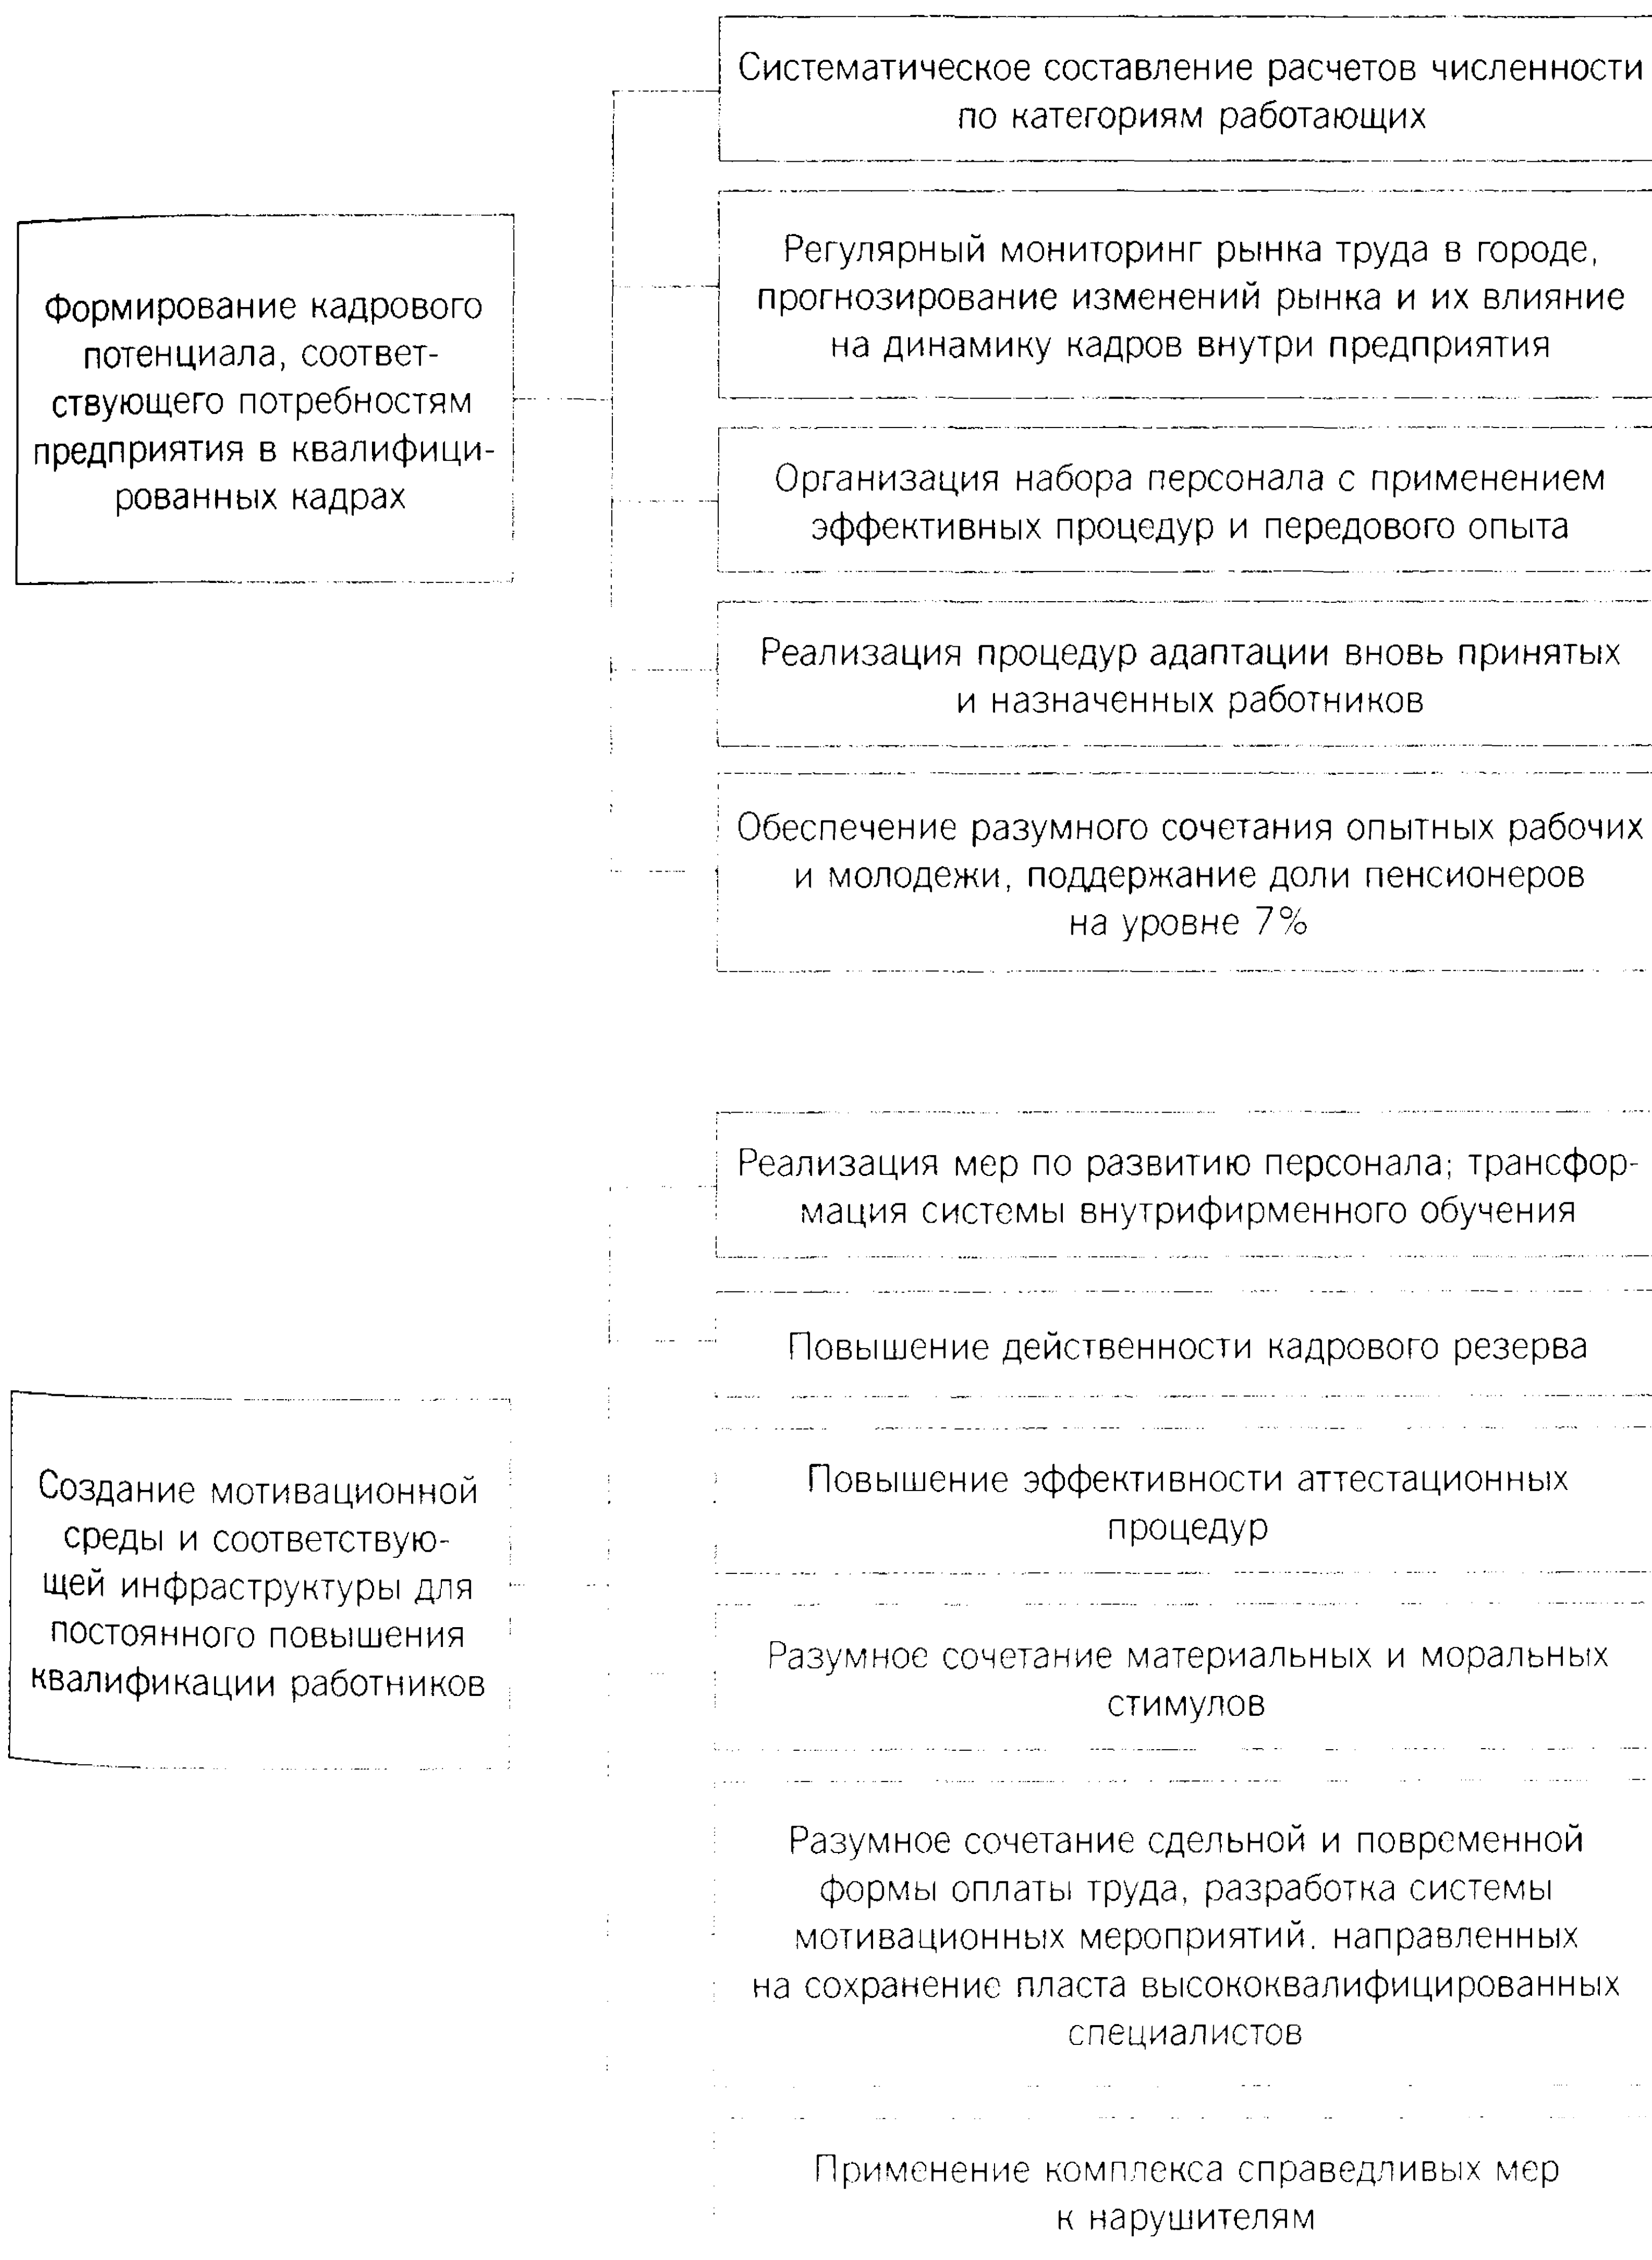 Формирование кадрового
потенциала, соответ-
ствующего потребностям
предприятия в квалифици-
рованных кадрах
Систематическое составление расчетов численности
по категориям работающих
Регулярный мониторинг рынка труда в городе,
прогнозирование изменений рынка и их влияние
на динамику кадров внутри предприятия
Организация набора персонала с применением
эффективных процедур и передового опыта
Реализация процедур адаптации вновь принятых
и назначенных работников
Обеспечение разумного сочетания опытных рабочих
и молодежи, поддержание доли пенсионеров
на уровне 7%
Создание мотивационной
среды и соответствую-
щей инфраструктуры для
постоянного повышения
квалификации работников
Реализация мер по развитию персонала; трансфор-
мация системы внутрифирменного обучения
Повышение действенности кадрового резерва
Повышение эффективности аттестационных
процедур
Разумное сочетание материальных и моральных
стимулов
Разумное сочетание сдельной и повременной
формы оплаты труда, разработка системы
мотивационных мероприятий, направленных
на сохранение пласта высококвалифицированных
специалистов
Применение комплекса справедливых мер
к нарушителям